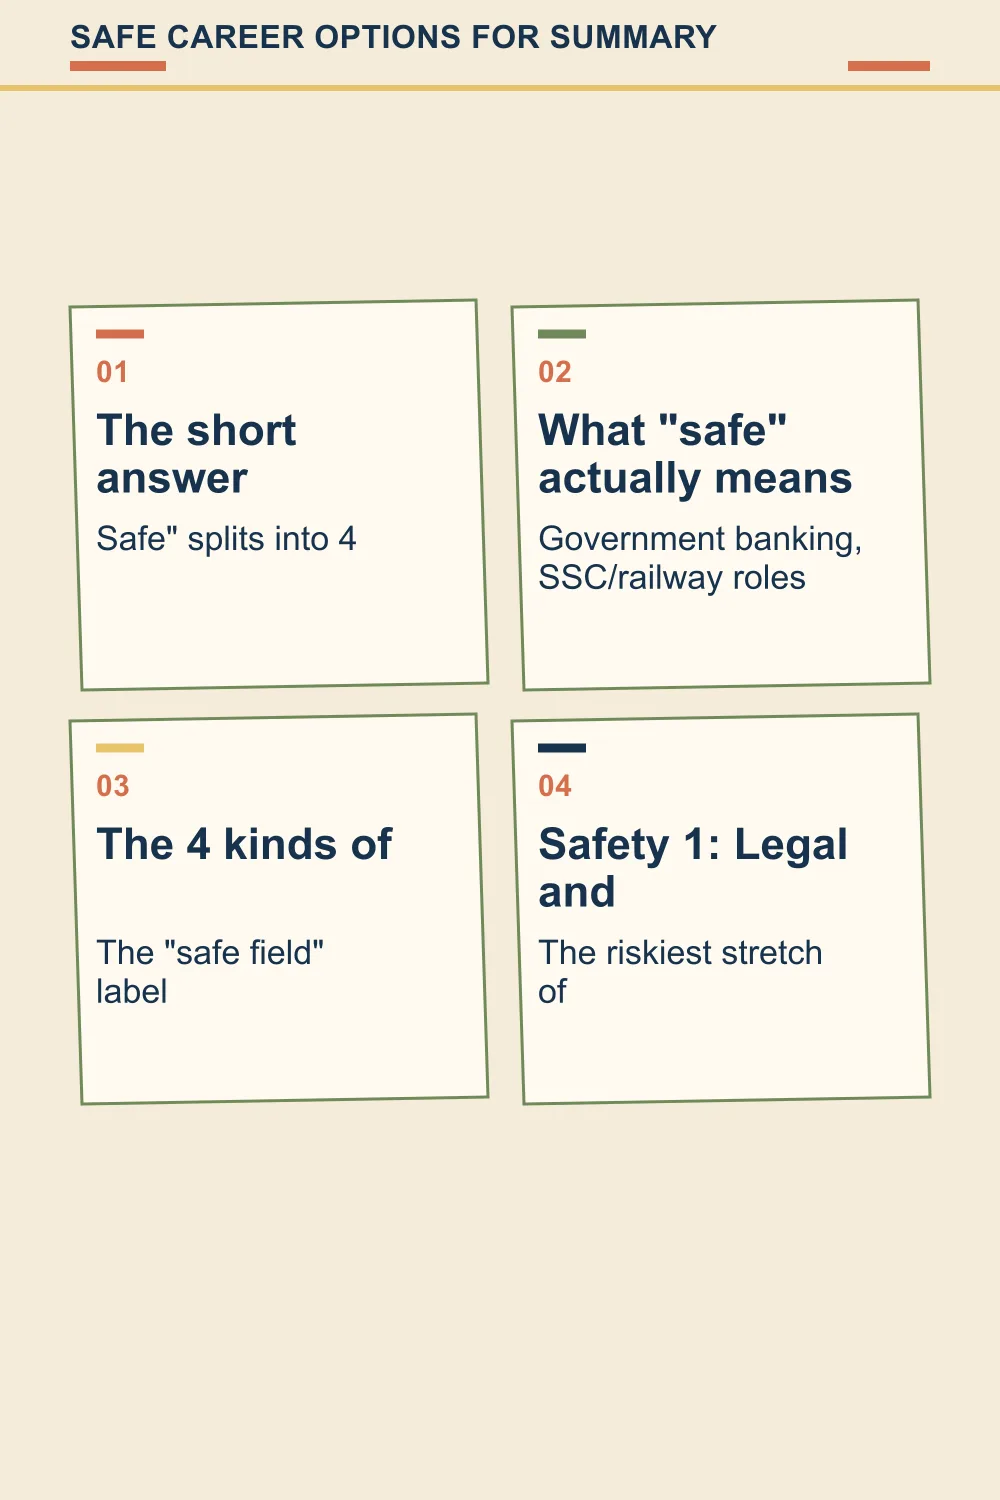 SAFE CAREER OPTIONS FOR SUMMARY
01
The short
answer
Safe" splits into 4
02
What "safe"
actually means
Government banking,
SSC/railway roles
03
The 4 kinds of
The "safe field"
label
04
Safety 1: Legal
and
The riskiest stretch
of